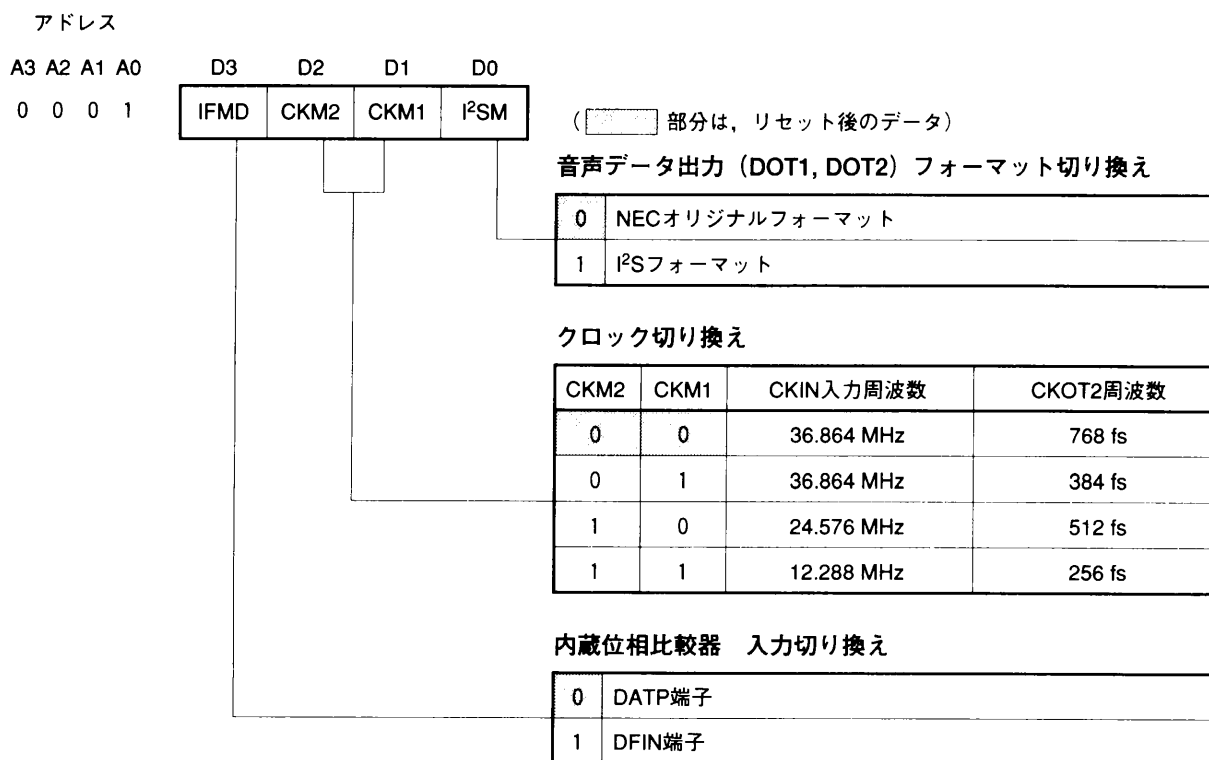 アドレス
A3 A2 A1 A0 D3 D2 D1 D0
0 0 0 1 IFMD CKM2 CKM1 I²SM
( 部分は，リセット後のデータ)
音声データ出力（DOT1, DOT2）フォーマット切り換え
0 NECオリジナルフォーマット
1 I²Sフォーマット
クロック切り換え
CKM2 CKM1 CKIN入力周波数 CKOT2周波数
0 0 36.864 MHz 768 fs
0 1 36.864 MHz 384 fs
1 0 24.576 MHz 512 fs
1 1 12.288 MHz 256 fs
内蔵位相比較器　入力切り換え
0 DATP端子
1 DFIN端子